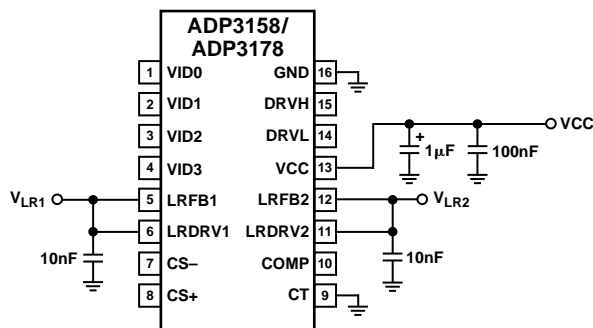 ADP3158/
ADP3178
1 VID0 GND 16
2 VID1 DRVH 15
3 VID2 DRVL 14
4 VID3 VCC 13
+ 1µF 100nF VCC
VLR1 5 LRFB1 LRFB2 12 VLR2
6 LRDRV1 LRDRV2 11
10nF 10nF
7 CS– COMP 10
8 CS+ CT 9